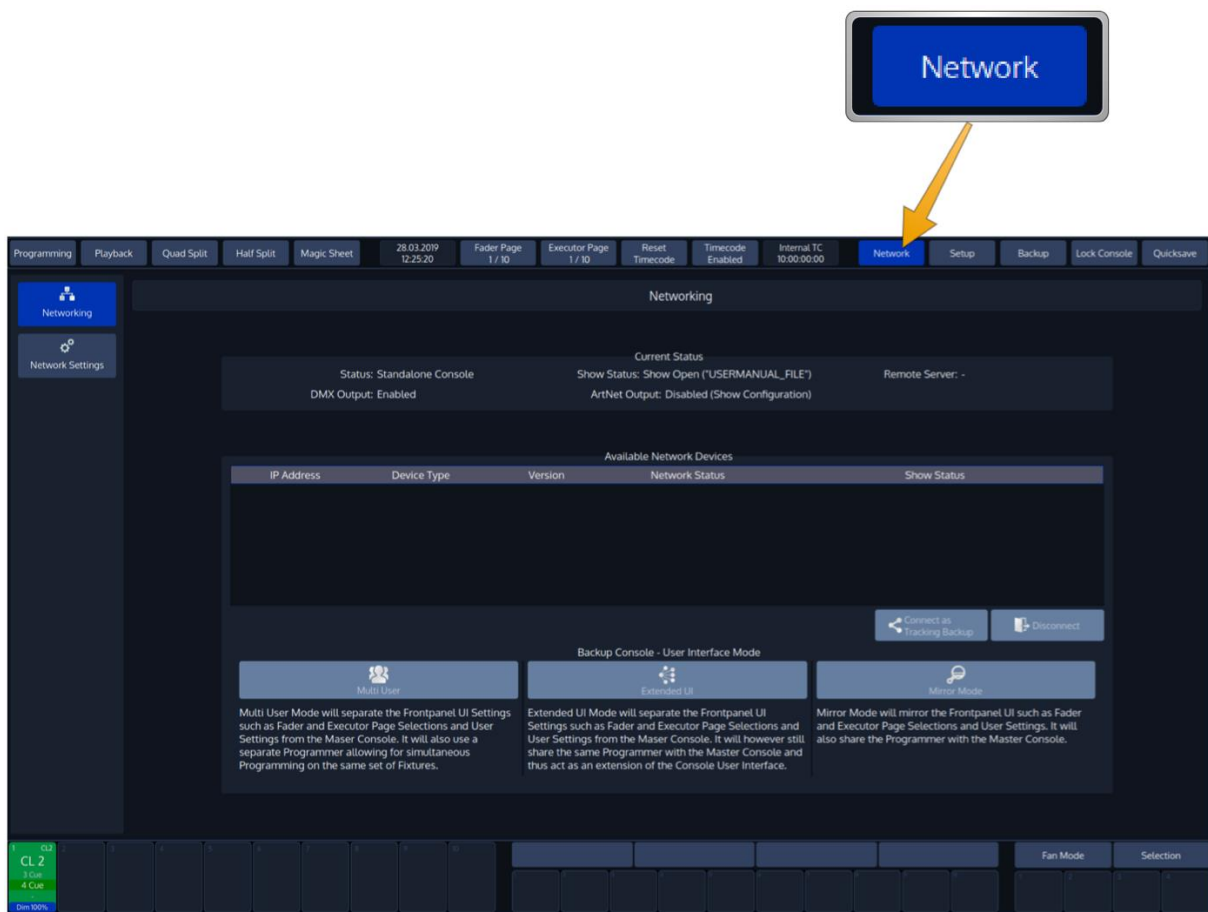 Network
Programming
Playback
Quad Split
Half Split
Magic Sheet
28.03.2019
12:25:20
Fader Page
1 / 10
Executor Page
1 / 10
Reset
Timecode
Timecode
Enabled
Internal TC
10:00:00:00
Network
Setup
Backup
Lock Console
Quicksave
Networking
Network Settings
Networking
Current Status
Status: Standalone Console
Show Status: Show Open ("USERMANUAL_FILE")
Remote Server: -
DMX Output: Enabled
ArtNet Output: Disabled (Show Configuration)
Available Network Devices
IP Address
Device Type
Version
Network Status
Show Status
Connect as
Tracking Backup
Disconnect
Backup Console - User Interface Mode
Multi User
Extended UI
Mirror Mode
Multi User Mode will separate the Frontpanel UI Settings
such as Fader and Executor Page Selections and User
Settings from the Maser Console. It will also use a
separate Programmer allowing for simultaneous
Programming on the same set of Fixtures.
Extended UI Mode will separate the Frontpanel UI
Settings such as Fader and Executor Page Selections and
User Settings from the Maser Console. It will however still
share the same Programmer with the Master Console and
thus act as an extension of the Console User Interface.
Mirror Mode will mirror the Frontpanel UI such as Fader
and Executor Page Selections and User Settings. It will
also share the Programmer with the Master Console.
1 CL2
CL 2
3 Cue
4 Cue
-
Dim 100%
Fan Mode
Selection